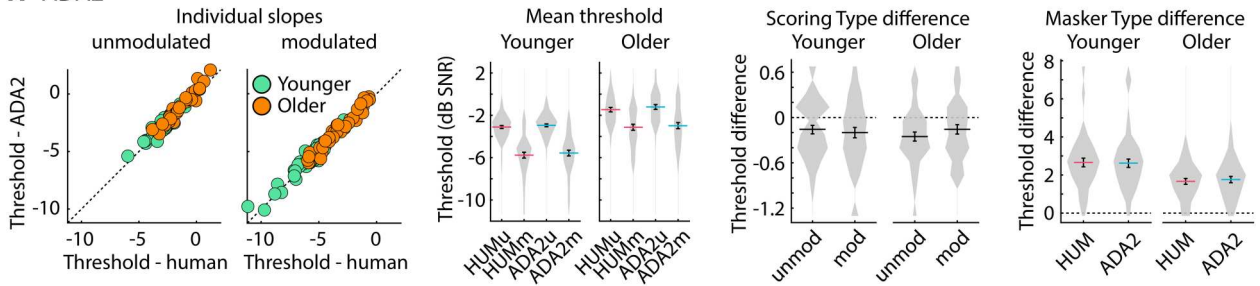 Individual slopes
unmodulated modulated
Threshold - ADA2
0
-5
-10
Younger
Older
-10 -5 0 -10 -5 0
Threshold - human Threshold - human
Mean threshold
Younger Older
Threshold (dB SNR)
2
-2
-6
-10
HUMu HUMm ADA2u ADA2m HUMu HUMm ADA2u ADA2m
Scoring Type difference
Younger Older
Threshold difference
0.6
0
-0.6
-1.2
unmod mod unmod mod
Masker Type difference
Younger Older
Threshold difference
8
6
4
2
0
HUM ADA2 HUM ADA2